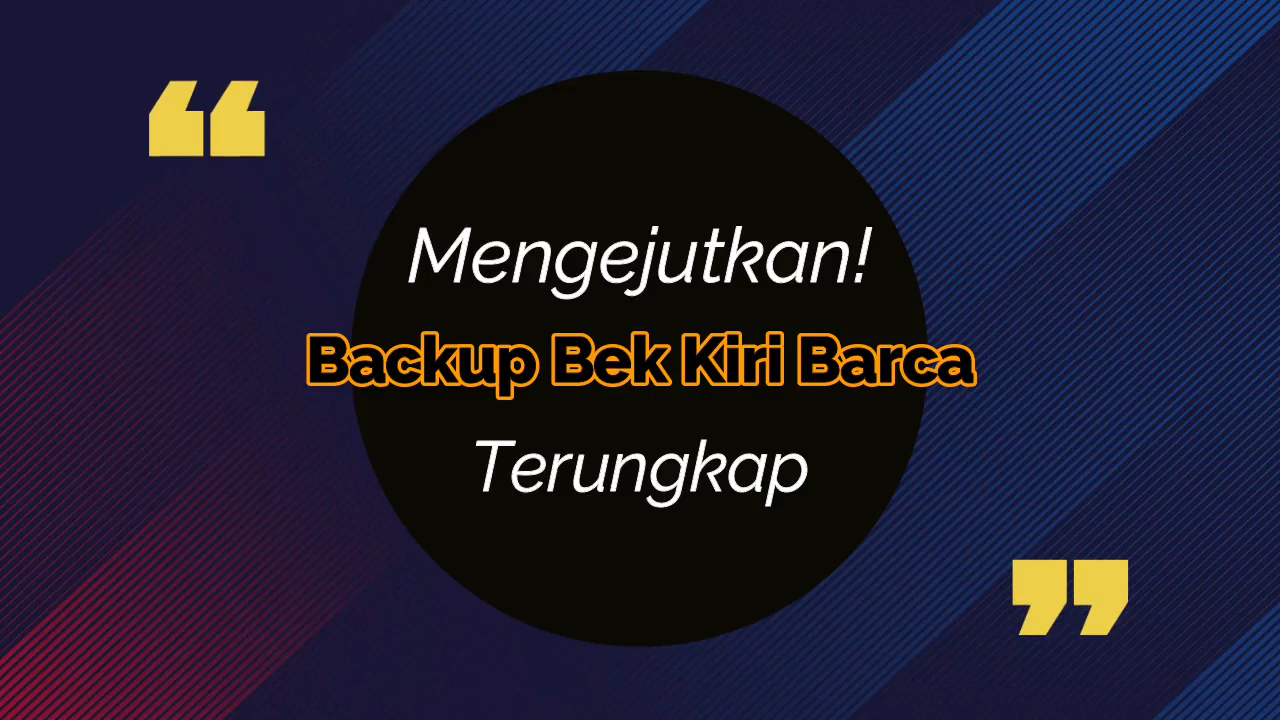 “
Mengejutkan!
Backup Bek Kiri Barca
Terungkap
”